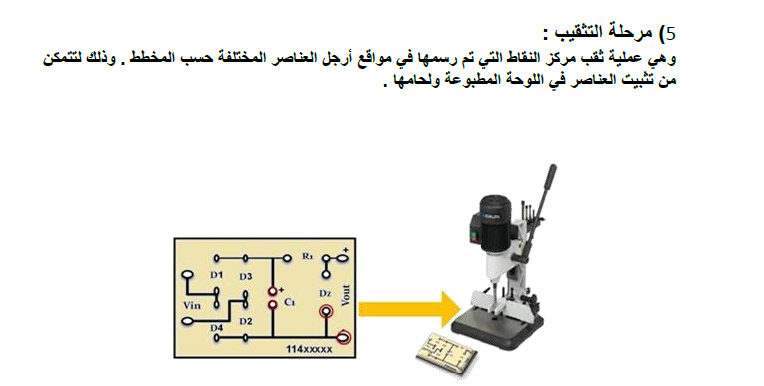 5) مرحلة التثقيب :
وهي عملية ثقب مركز النقاط التي تم رسمها في مواقع أرجل العناصر المختلفة حسب المخطط . وذلك لتتمكن
من تثبيت العناصر في اللوحة المطبوعة ولحامها .
R1 +
D1 D3
+
Vin C1 Dz Vout
D4 D2
-
114xxxxx